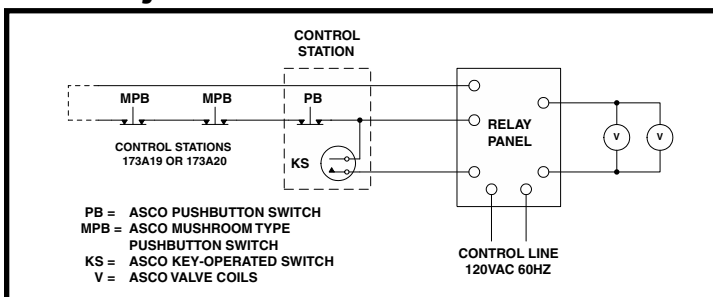 CONTROL
STATION
MPB
MPB
PB
CONTROL STATIONS
173A19 OR 173A20
KS
RELAY
PANEL
V
V
CONTROL LINE
120VAC 60HZ
PB = ASCO PUSHBUTTON SWITCH
MPB = ASCO MUSHROOM TYPE
PUSHBUTTON SWITCH
KS = ASCO KEY-OPERATED SWITCH
V = ASCO VALVE COILS